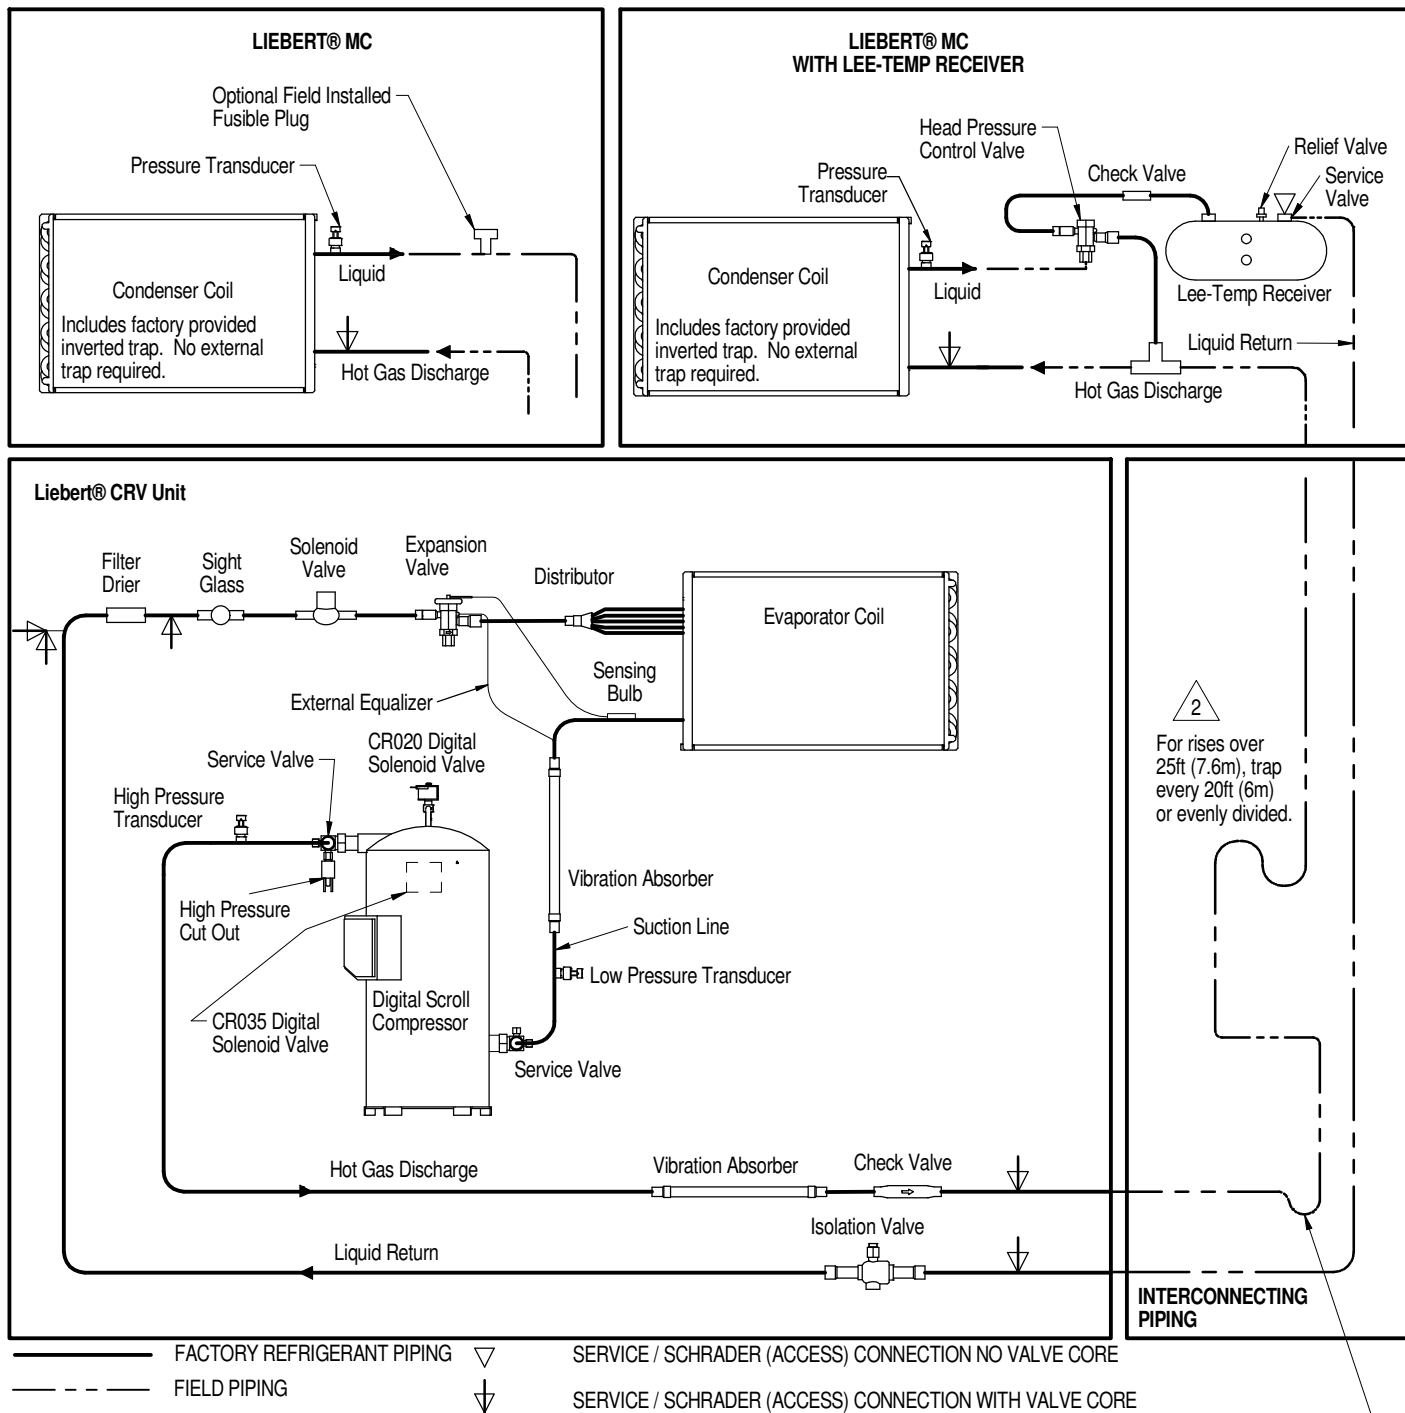 LIEBERT® MC
Optional Field Installed
Fusible Plug
Pressure Transducer
Liquid
Condenser Coil
Includes factory provided
inverted trap. No external
trap required.
Hot Gas Discharge
LIEBERT® MC
WITH LEE-TEMP RECEIVER
Head Pressure
Control Valve
Relief Valve
Check Valve
Service
Valve
Pressure
Transducer
Condenser Coil
Liquid
Lee-Temp Receiver
Includes factory provided
inverted trap. No external
trap required.
Liquid Return
Hot Gas Discharge
Liebert® CRV Unit
Filter
Drier
Sight
Glass
Solenoid
Valve
Expansion
Valve
Distributor
Evaporator Coil
Sensing
Bulb
External Equalizer
CR020 Digital
Solenoid Valve
Service Valve
High Pressure
Transducer
Vibration Absorber
High Pressure
Cut Out
Suction Line
Low Pressure Transducer
Digital Scroll
Compressor
CR035 Digital
Solenoid Valve
Service Valve
Hot Gas Discharge
Vibration Absorber
Check Valve
Isolation Valve
Liquid Return
2
For rises over
25ft (7.6m), trap
every 20ft (6m)
or evenly divided.
INTERCONNECTING
PIPING
FACTORY REFRIGERANT PIPING
SERVICE / SCHRADER (ACCESS) CONNECTION NO VALVE CORE
FIELD PIPING
SERVICE / SCHRADER (ACCESS) CONNECTION WITH VALVE CORE